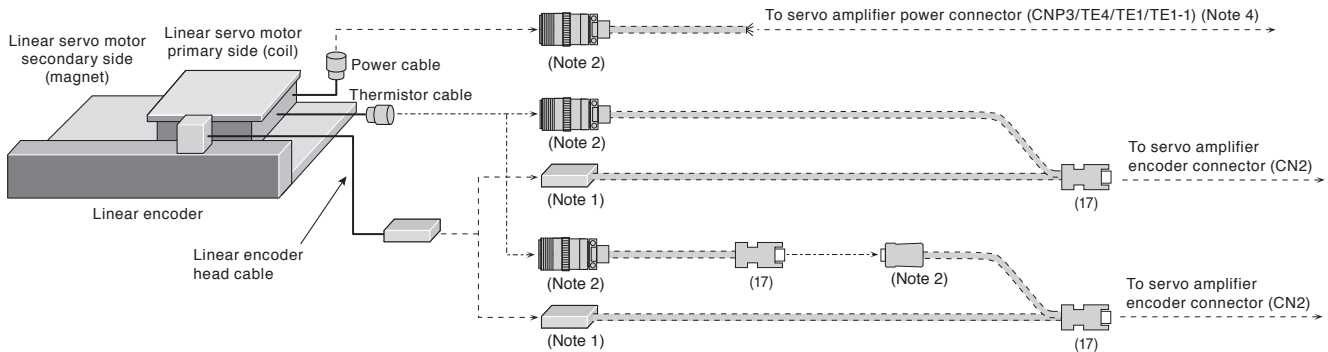 To servo amplifier power connector (CNP3/TE4/TE1/TE1-1) (Note 4)
Linear servo motor
secondary side
(magnet)
Linear servo motor
primary side (coil)
Power cable
(Note 2)
Thermistor cable
(Note 2)
To servo amplifier
encoder connector (CN2)
(Note 1)
(17)
Linear encoder
Linear encoder
head cable
(Note 2)
(17)
(Note 2)
To servo amplifier
encoder connector (CN2)
(Note 1)
(17)